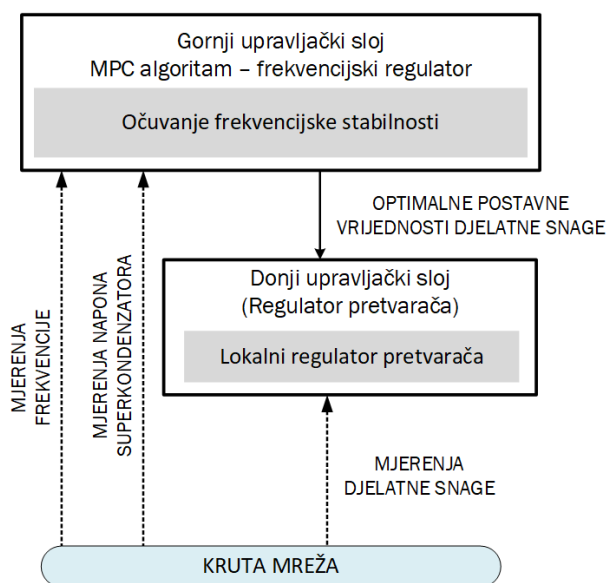 Gornji upravljački sloj
MPC algoritam – frekvencijski regulator
Očuvanje frekvencijske stabilnosti
OPTIMALNE POSTAVNE
VRIJEDNOSTI DJELATNE SNAGE
Donji upravljački sloj
(Regulator pretvarača)
Lokalni regulator pretvarača
MJERENJA
FREKVENCIJE
MJERENJA NAPONA
SUPERKONDENZATORA
MJERENJA
DJELATNE SNAGE
KRUTA MREŽA